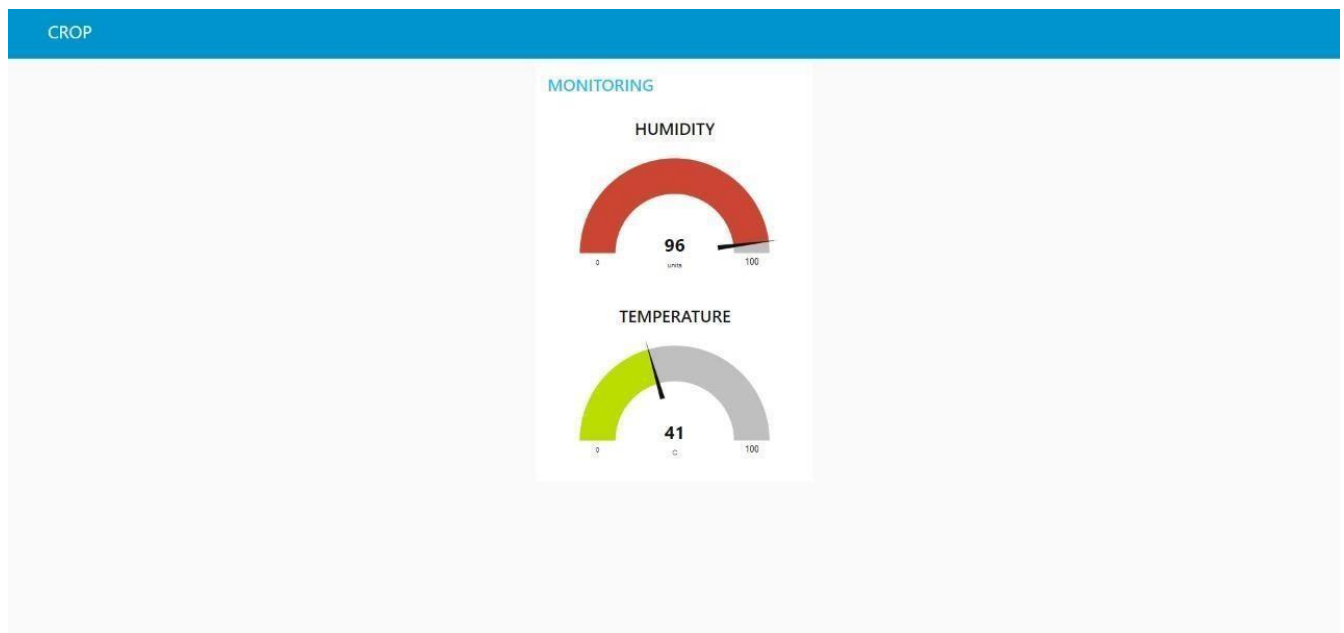 CROP
MONITORING
HUMIDITY
96
units
0
100
TEMPERATURE
41
C
0
100